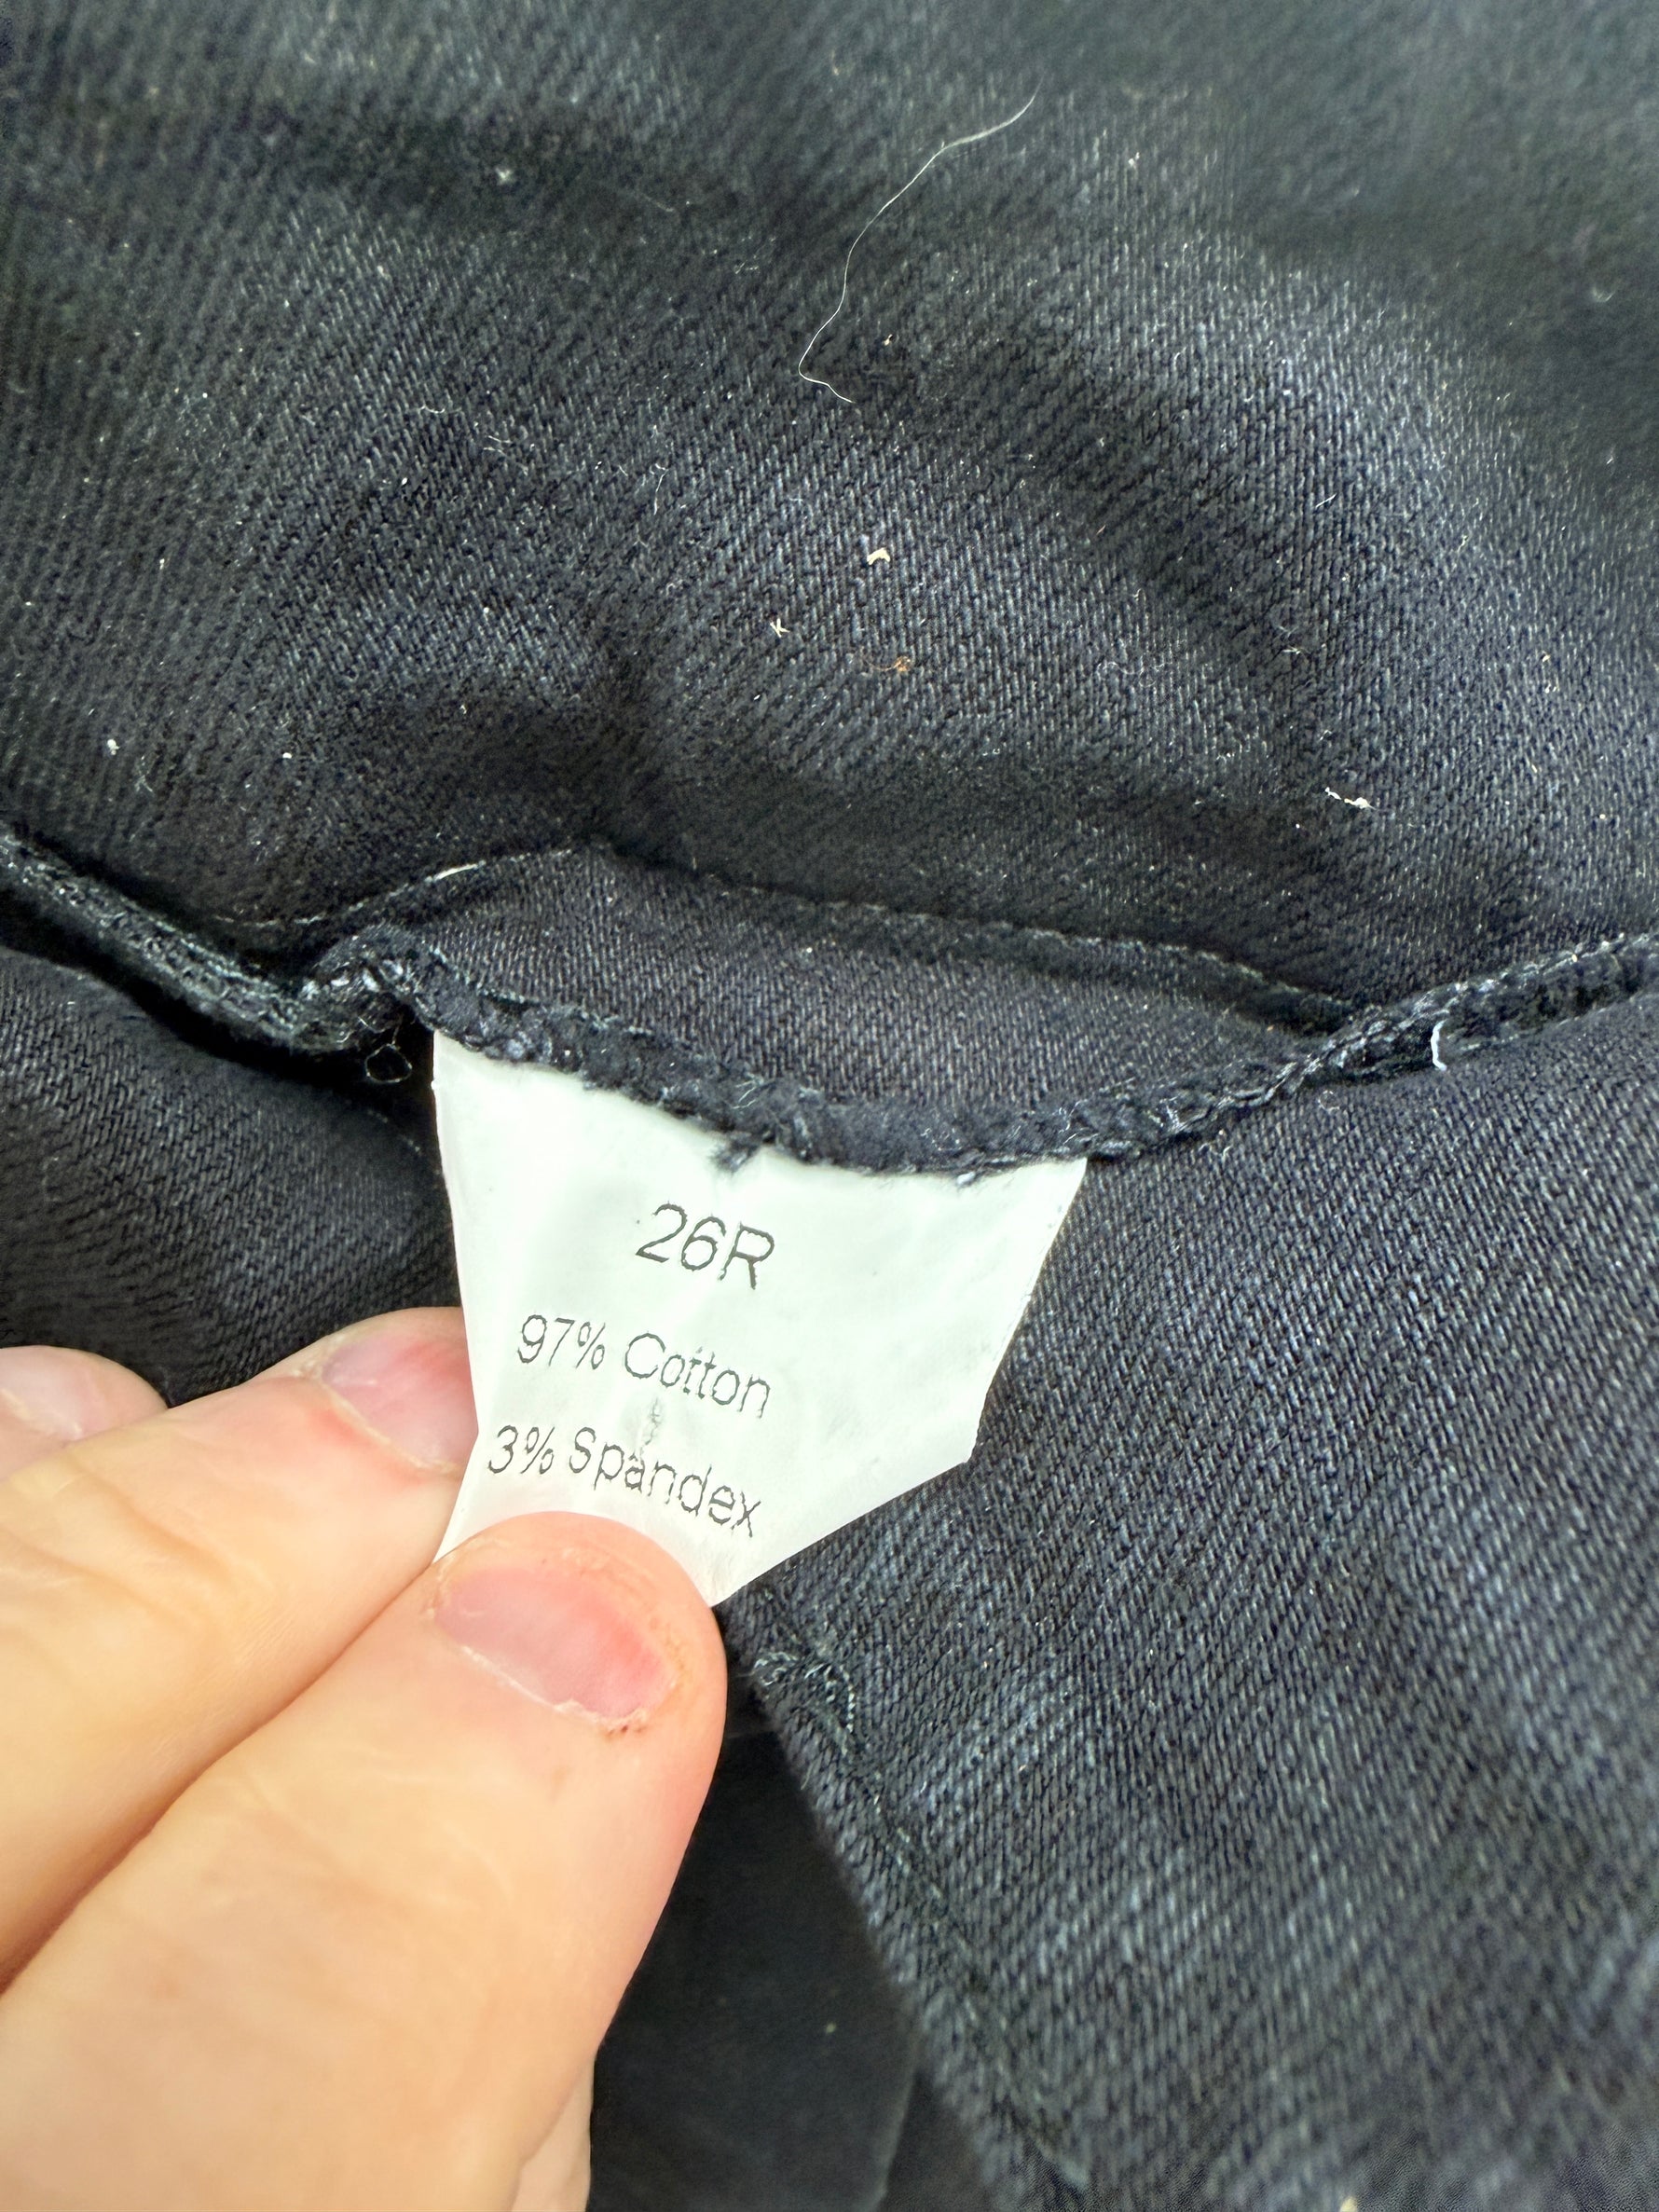 26R
97% Cotton
3% Spandex